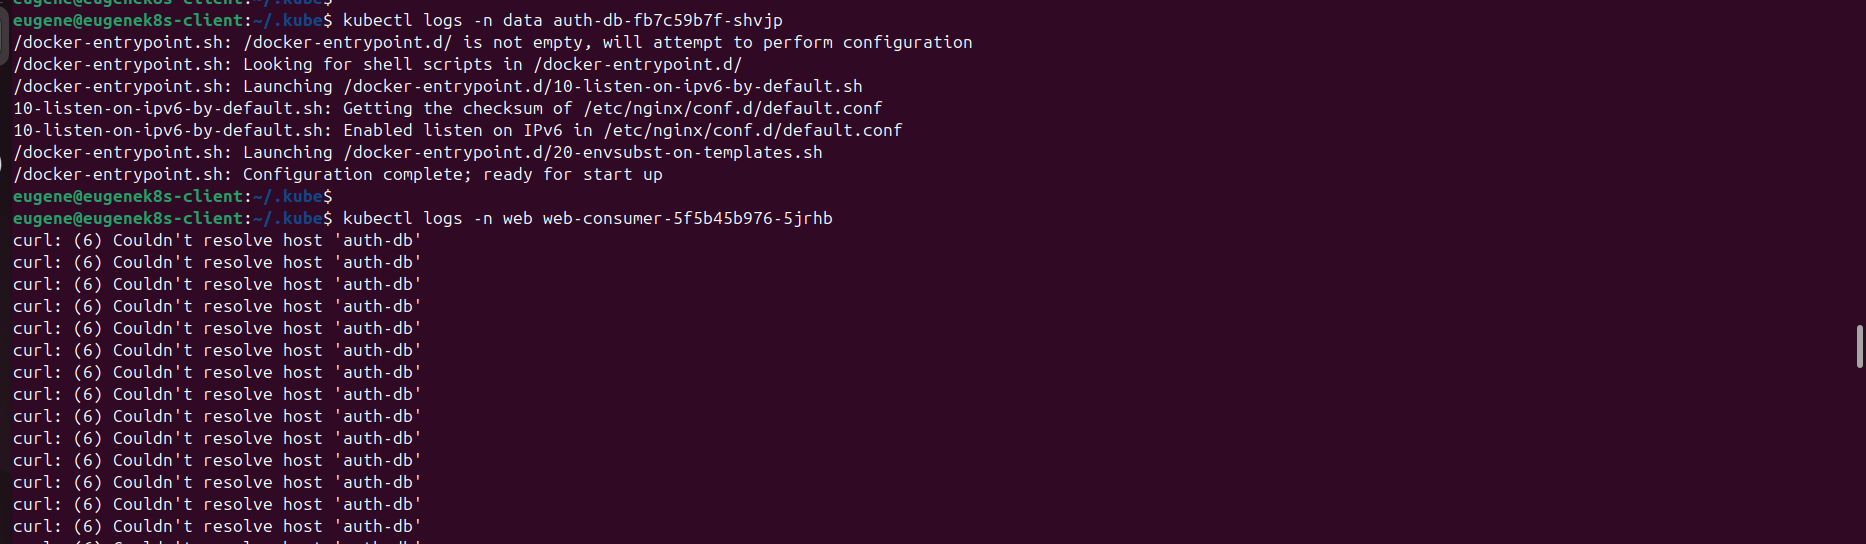 eugene@eugenek8s-client:~/.kube$
eugene@eugenek8s-client:~/.kube$ kubectl logs -n data auth-db-fb7c59b7f-shvjp
/docker-entrypoint.sh: /docker-entrypoint.d/ is not empty, will attempt to perform configuration
/docker-entrypoint.sh: Looking for shell scripts in /docker-entrypoint.d/
/docker-entrypoint.sh: Launching /docker-entrypoint.d/10-listen-on-ipv6-by-default.sh
10-listen-on-ipv6-by-default.sh: Getting the checksum of /etc/nginx/conf.d/default.conf
10-listen-on-ipv6-by-default.sh: Enabled listen on IPv6 in /etc/nginx/conf.d/default.conf
/docker-entrypoint.sh: Launching /docker-entrypoint.d/20-envsubst-on-templates.sh
/docker-entrypoint.sh: Configuration complete; ready for start up
eugene@eugenek8s-client:~/.kube$
eugene@eugenek8s-client:~/.kube$ kubectl logs -n web web-consumer-5f5b45b976-5jrhb
curl: (6) Couldn't resolve host 'auth-db'
curl: (6) Couldn't resolve host 'auth-db'
curl: (6) Couldn't resolve host 'auth-db'
curl: (6) Couldn't resolve host 'auth-db'
curl: (6) Couldn't resolve host 'auth-db'
curl: (6) Couldn't resolve host 'auth-db'
curl: (6) Couldn't resolve host 'auth-db'
curl: (6) Couldn't resolve host 'auth-db'
curl: (6) Couldn't resolve host 'auth-db'
curl: (6) Couldn't resolve host 'auth-db'
curl: (6) Couldn't resolve host 'auth-db'
curl: (6) Couldn't resolve host 'auth-db'
curl: (6) Couldn't resolve host 'auth-db'
curl: (6) Couldn't resolve host 'auth-db'